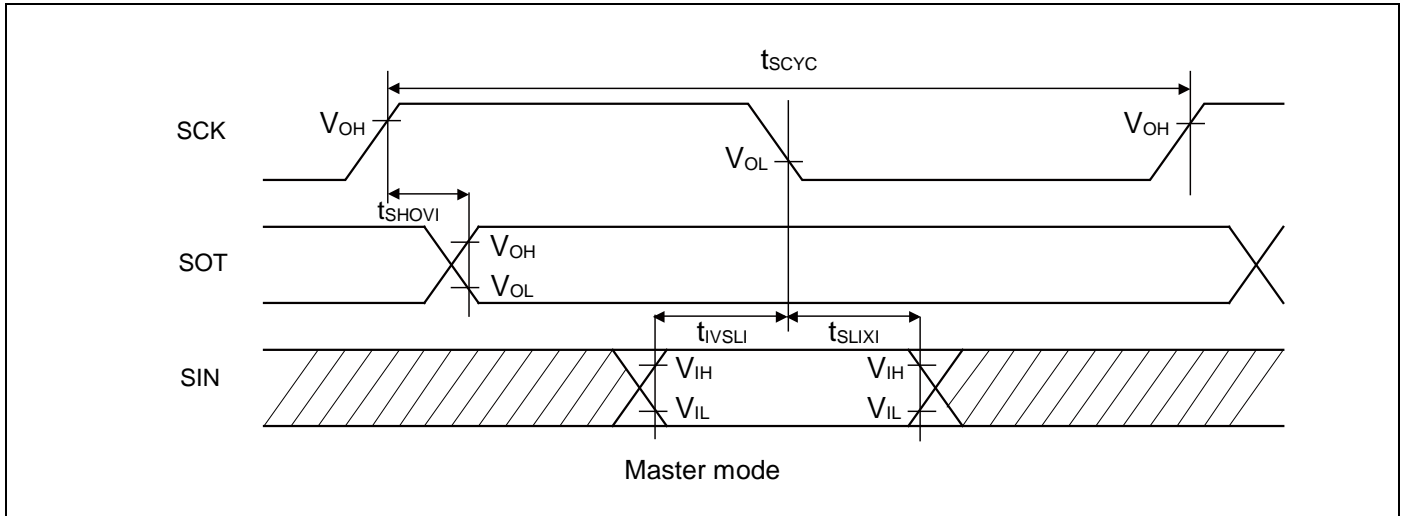 tSCYC
SCK
VOH
VOL
VOH
tSHOVI
SOT
VOH
VOL
tIVSLI
tSLIXI
SIN
VIH
VIL
VIH
VIL
Master mode